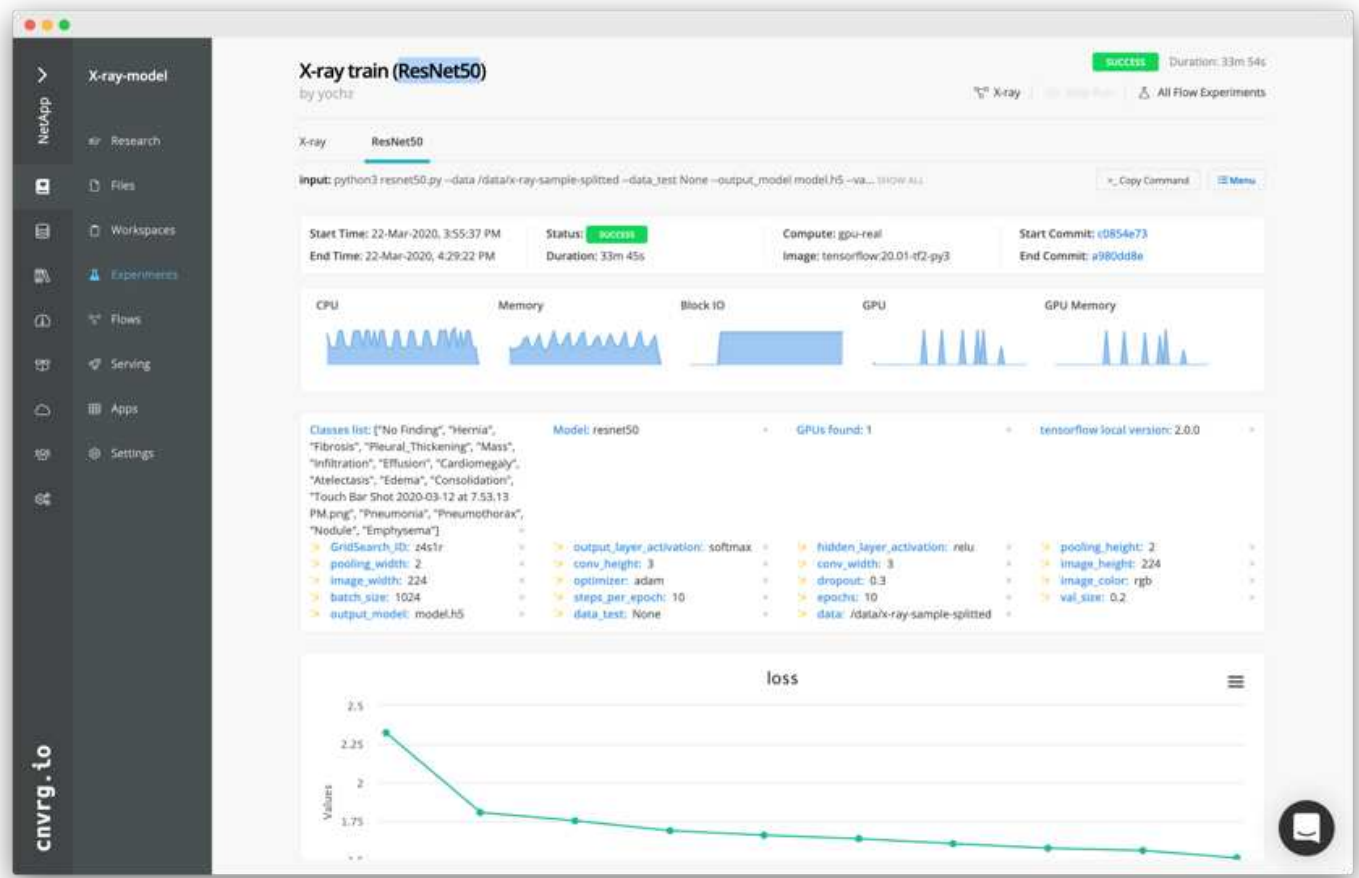 NetApp
cnvrg.io
X-ray-model
Research
Files
Workspaces
Experiments
Flows
Serving
Apps
Settings
X-ray train (ResNet50)
by yochz
success Duration: 33m 54s
X-ray All Flow Experiments
X-ray ResNet50
input: python3 resnet50.py --data /data/x-ray-sample-splitted --data_test None --output_model model.h5 --va... SHOW ALL
>_ Copy Command Menu
Start Time: 22-Mar-2020, 3:55:37 PM Status: success Compute: gpu-real Start Commit: c0854e73
End Time: 22-Mar-2020, 4:29:22 PM Duration: 33m 45s Image: tensorflow:20.01-tf2-py3 End Commit: a980dd8e
CPU Memory Block IO GPU GPU Memory
Classes list: ["No Finding", "Hernia", Model: resnet50 GPUs found: 1 tensorflow local version: 2.0.0
"Fibrosis", "Pleural_Thickening", "Mass",
"Infiltration", "Effusion", "Cardiomegaly",
"Atelectasis", "Edema", "Consolidation",
"Touch Bar Shot 2020-03-12 at 7.53.13
PM.png", "Pneumonia", "Pneumothorax",
"Nodule", "Emphysema"]
GridSearch_ID: z4s1r output_layer_activation: softmax hidden_layer_activation: relu pooling_height: 2
pooling_width: 2 conv_height: 3 conv_width: 3 image_height: 224
image_width: 224 optimizer: adam dropout: 0.3 image_color: rgb
batch_size: 1024 steps_per_epoch: 10 epochs: 10 val_size: 0.2
output_model: model.h5 data_test: None data: /data/x-ray-sample-splitted
loss
2.5
2.25
2
1.75
Values